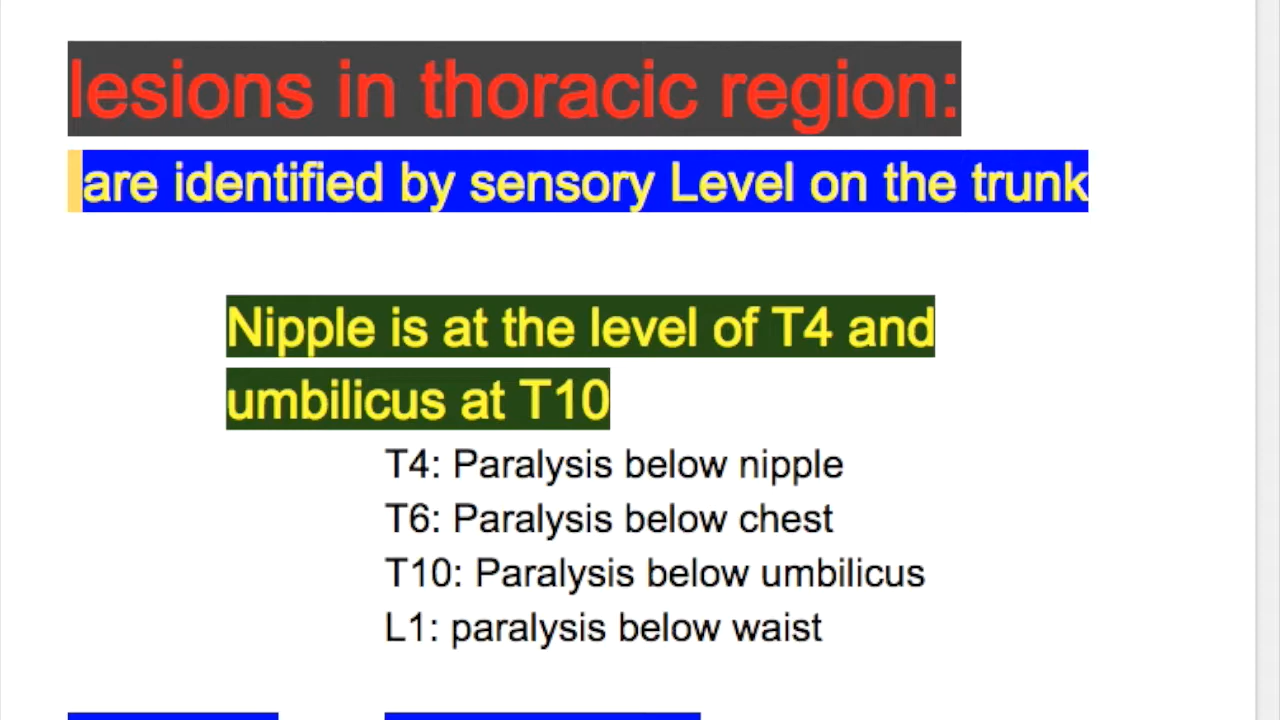 lesions in thoracic region:
are identified by sensory Level on the trunk
Nipple is at the level of T4 and
umbilicus at T10
T4: Paralysis below nipple
T6: Paralysis below chest
T10: Paralysis below umbilicus
L1: paralysis below waist